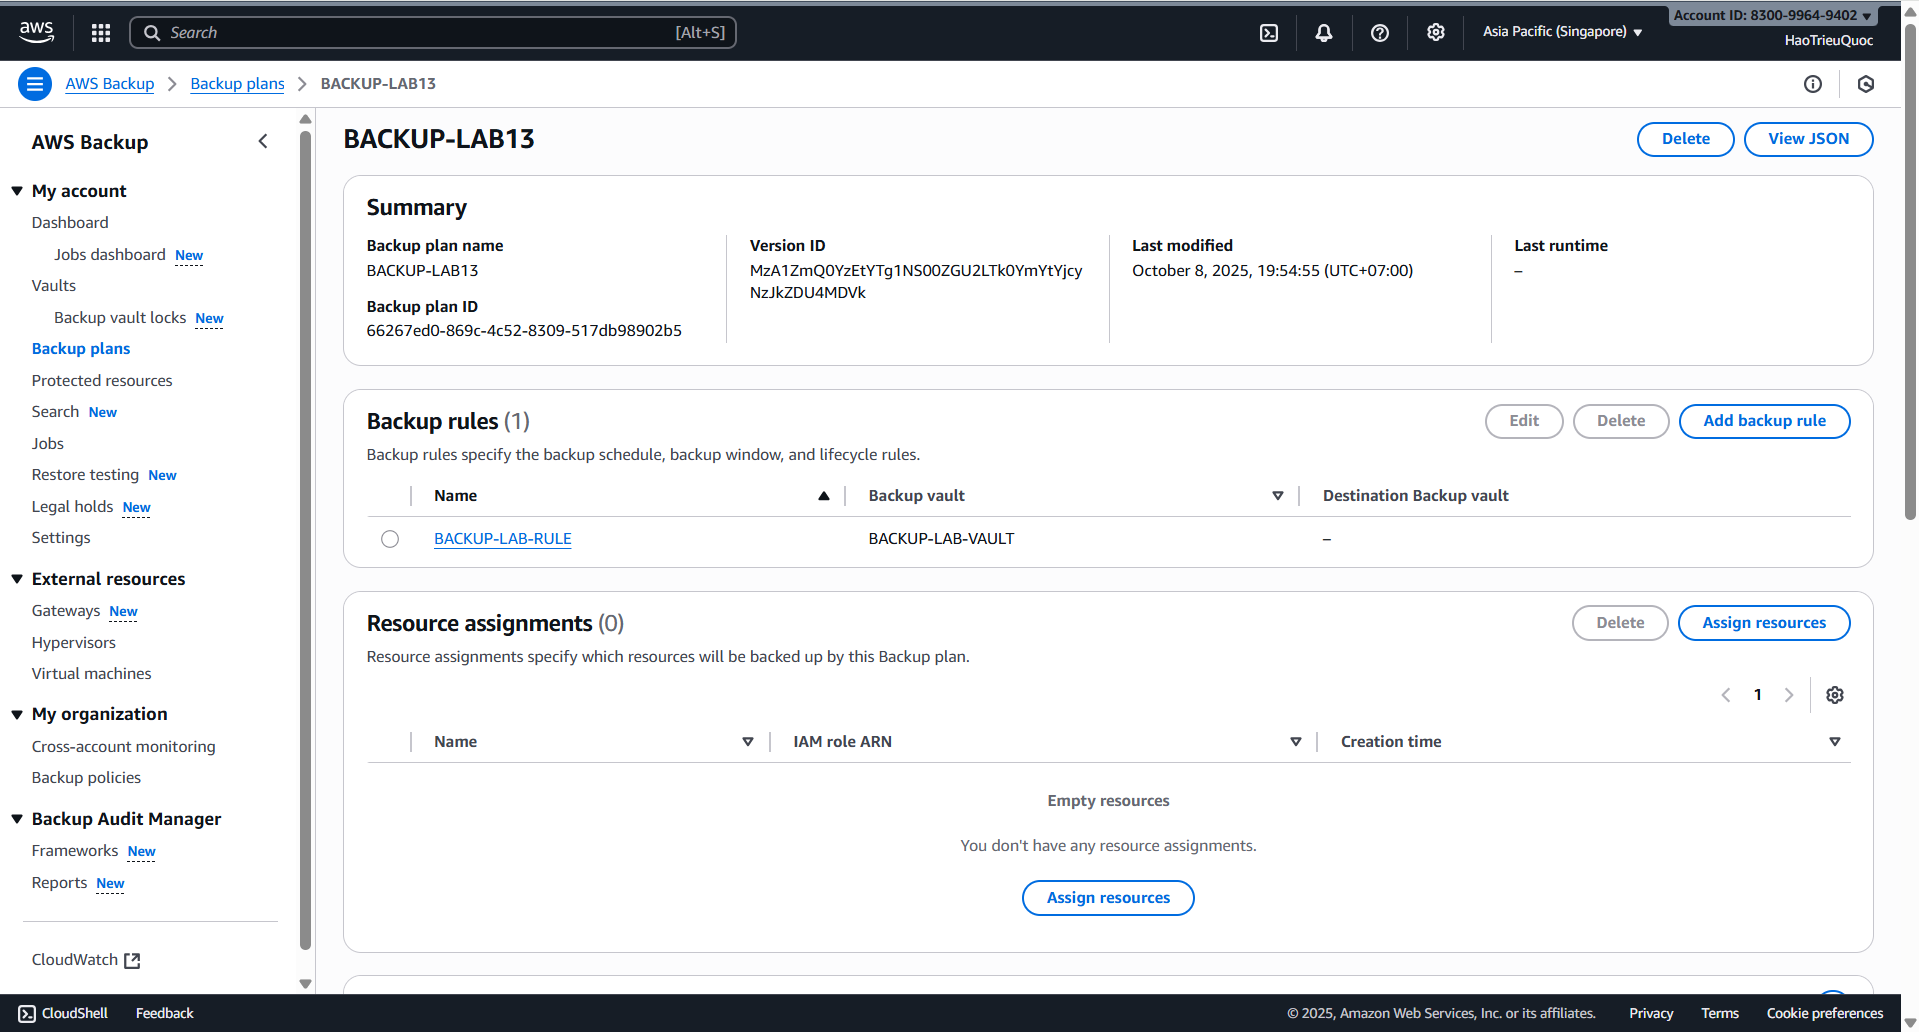 aws
Search
[Alt+S]
Asia Pacific (Singapore)
Account ID: 8300-9964-9402
HaoTrieuQuoc
AWS Backup
Backup plans
BACKUP-LAB13
AWS Backup
My account
Dashboard
Jobs dashboard New
Vaults
Backup vault locks New
Backup plans
Protected resources
Search New
Jobs
Restore testing New
Legal holds New
Settings
External resources
Gateways New
Hypervisors
Virtual machines
My organization
Cross-account monitoring
Backup policies
Backup Audit Manager
Frameworks New
Reports New
CloudWatch
BACKUP-LAB13
Delete
View JSON
Summary
Backup plan name
BACKUP-LAB13
Backup plan ID
66267ed0-869c-4c52-8309-517db98902b5
Version ID
MzA1ZmQ0YzEtYTg1NS00ZGU2LTk0YmYtYjcy
NzJkZDU4MDVk
Last modified
October 8, 2025, 19:54:55 (UTC+07:00)
Last runtime
–
Backup rules (1)
Edit
Delete
Add backup rule
Backup rules specify the backup schedule, backup window, and lifecycle rules.
Name
Backup vault
Destination Backup vault
BACKUP-LAB-RULE
BACKUP-LAB-VAULT
–
Resource assignments (0)
Delete
Assign resources
Resource assignments specify which resources will be backed up by this Backup plan.
1
Name
IAM role ARN
Creation time
Empty resources
You don't have any resource assignments.
Assign resources
CloudShell
Feedback
© 2025, Amazon Web Services, Inc. or its affiliates.
Privacy
Terms
Cookie preferences